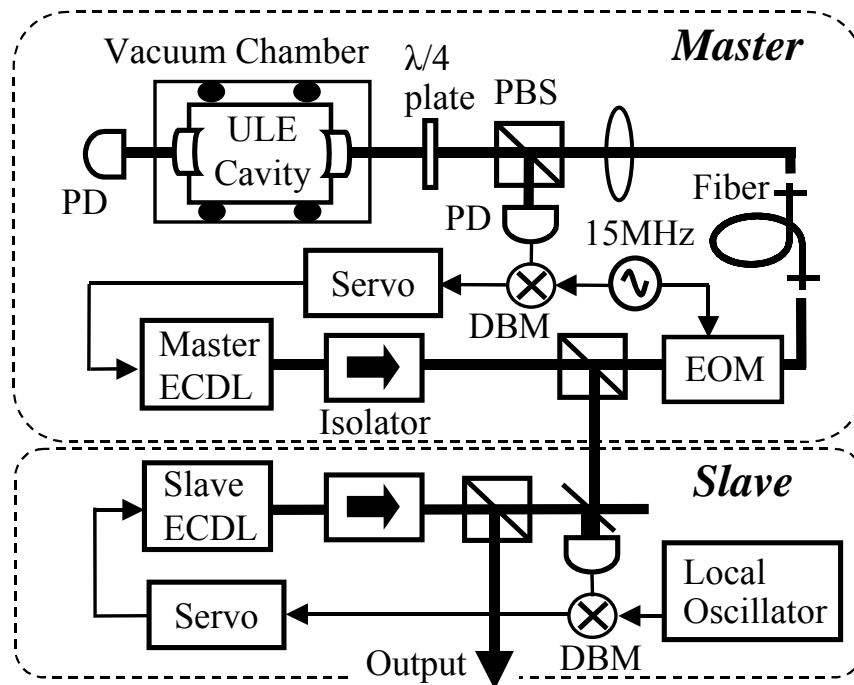 Master
Vacuum Chamber
λ/4
plate
PBS
ULE
Cavity
PD
PD
Fiber
15MHz
Servo
DBM
Master
ECDL
Isolator
EOM
Slave
Slave
ECDL
Local
Oscillator
Servo
DBM
Output